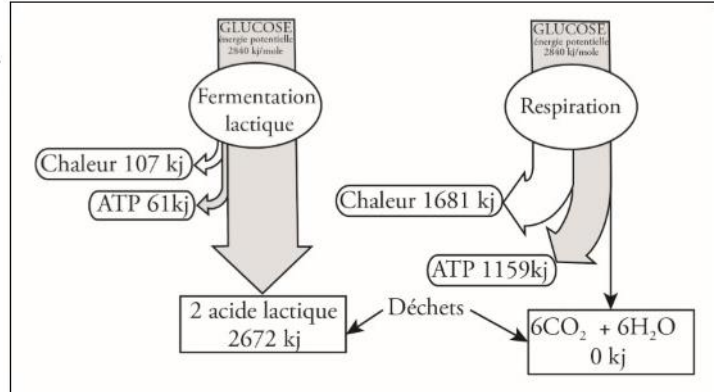 GLUCOSE
énergie potentielle
2840 kj/mole
Fermentation
lactique
Chaleur 107 kj
ATP 61kj
2 acide lactique
2672 kj
GLUCOSE
énergie potentielle
2840 kj/mole
Respiration
Chaleur 1681 kj
ATP 1159kj
Déchets
6CO₂ + 6H₂O
0 kj